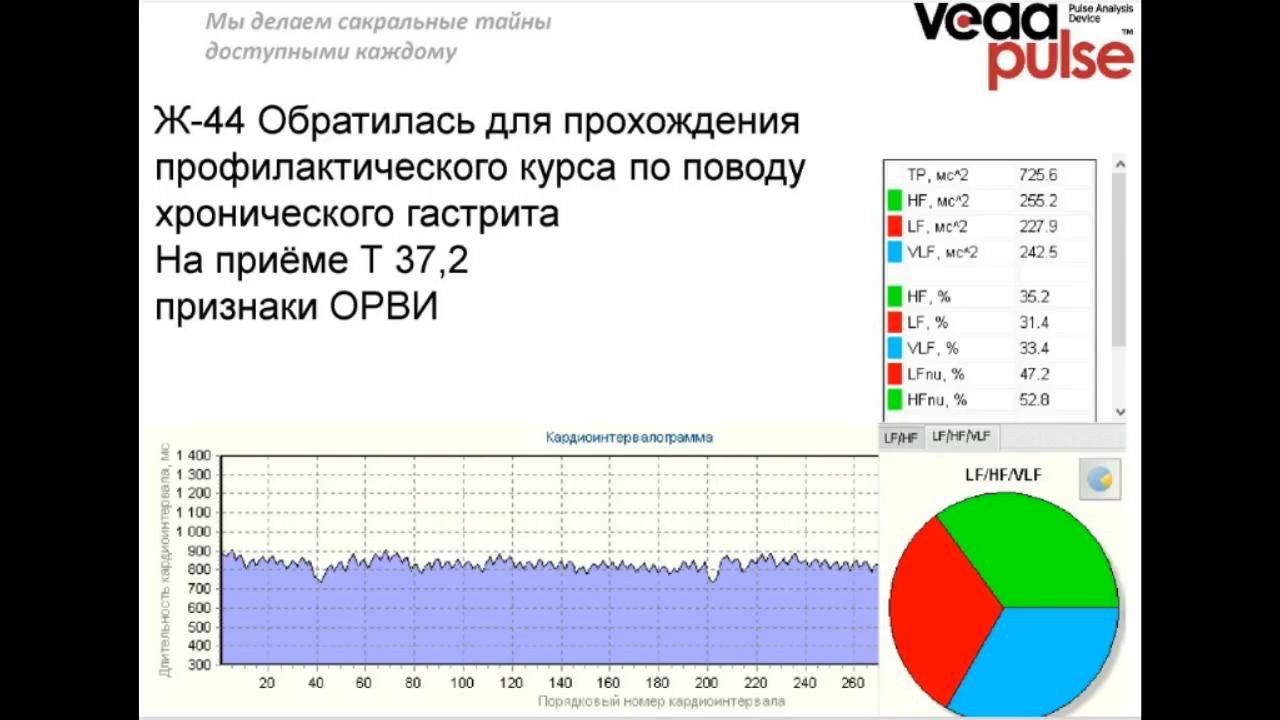 Мы делаем сакральные тайны
доступными каждому
veda pulse
Pulse Analysis
Device
™
Ж-44 Обратилась для прохождения
профилактического курса по поводу
хронического гастрита
На приёме Т 37,2
признаки ОРВИ
TP, мс^2 725.6
HF, мс^2 255.2
LF, мс^2 227.9
VLF, мс^2 242.5
HF, % 35.2
LF, % 31.4
VLF, % 33.4
LFnu, % 47.2
HFnu, % 52.8
LF/HF LF/HF/VLF
LF/HF/VLF
Кардиоинтервалограмма
Длительность кардиоинтервала, мс
1 400
1 300
1 200
1 100
1 000
900
800
700
600
500
400
300
20 40 60 80 100 120 140 160 180 200 220 240 260
Порядковый номер кардиоинтервала